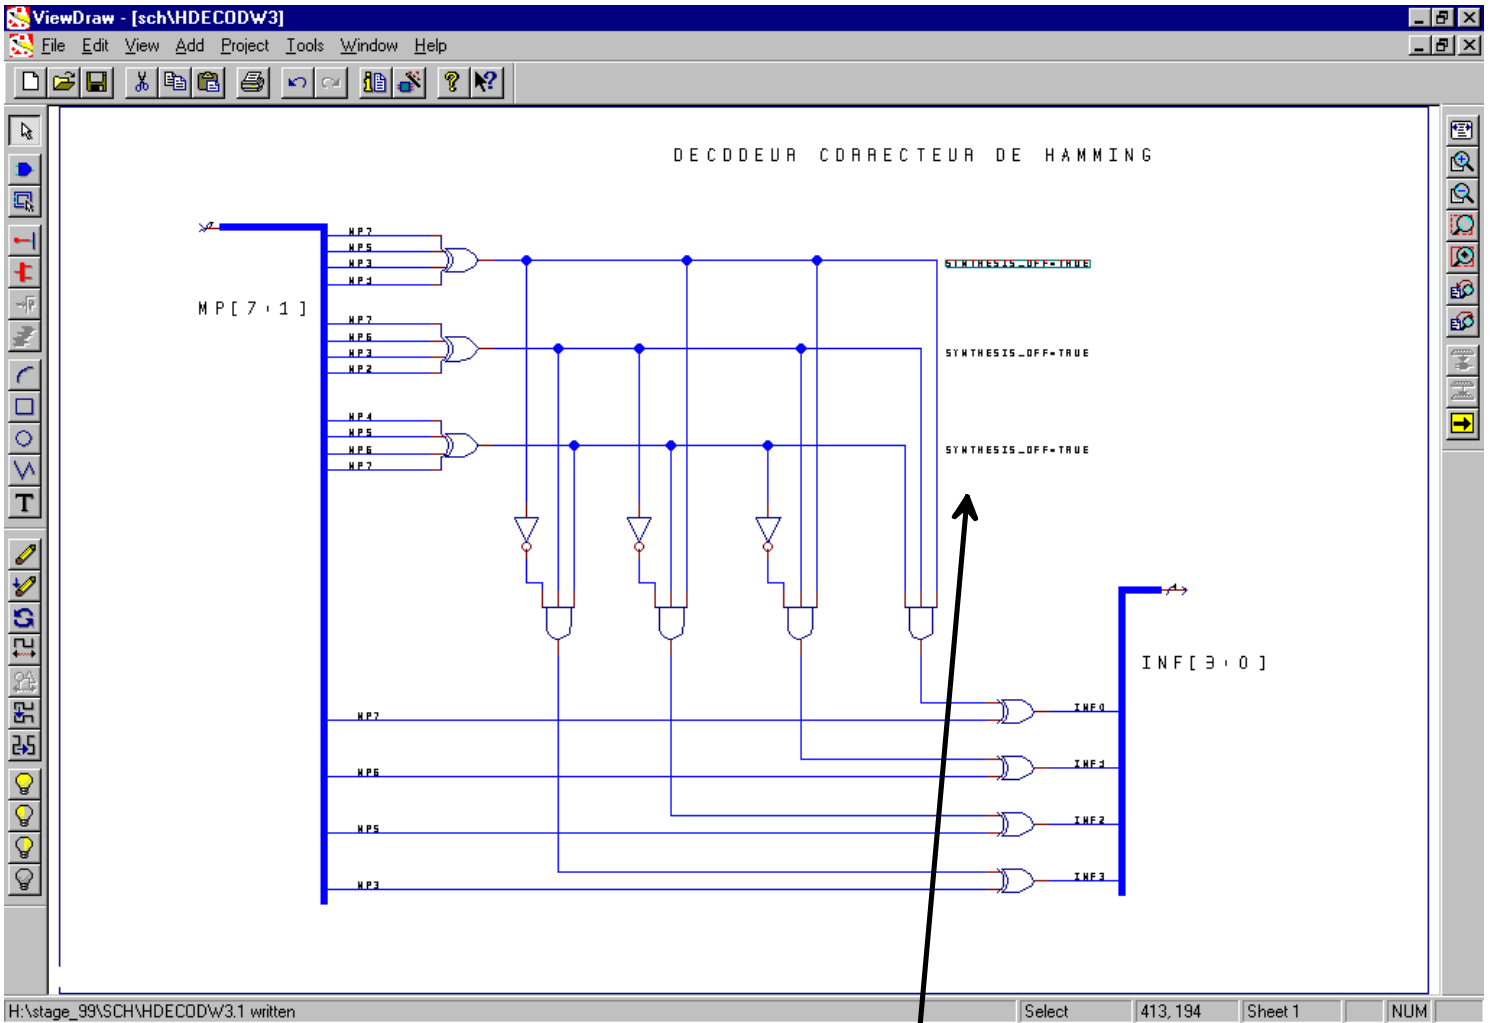 ViewDraw - [sch\HDECODW3]
File Edit View Add Project Tools Window Help
DECODEUR CORRECTEUR DE HAMMING
MP7
MP5
MP3
MP1
SYNTHESIS_OFF=TRUE
MP[7:1]
MP7
MP6
MP3
MP2
SYNTHESIS_OFF=TRUE
MP4
MP5
MP6
MP7
SYNTHESIS_OFF=TRUE
INF[3:0]
MP7
INF0
MP6
INF1
MP5
INF2
MP3
INF3
H:\stage_99\SCH\HDECODW3.1 written Select 413, 194 Sheet 1 NUM